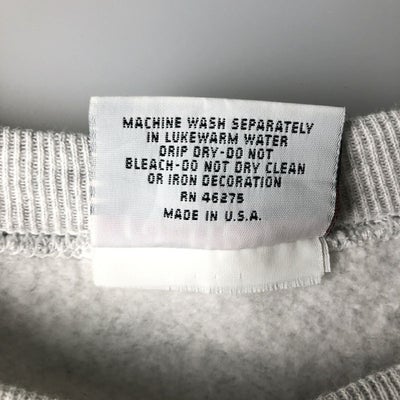 MACHINE WASH SEPARATELY
IN LUKEWARM WATER
DRIP DRY-DO NOT
BLEACH-DO NOT DRY CLEAN
OR IRON DECORATION
RN 46275
MADE IN U.S.A.